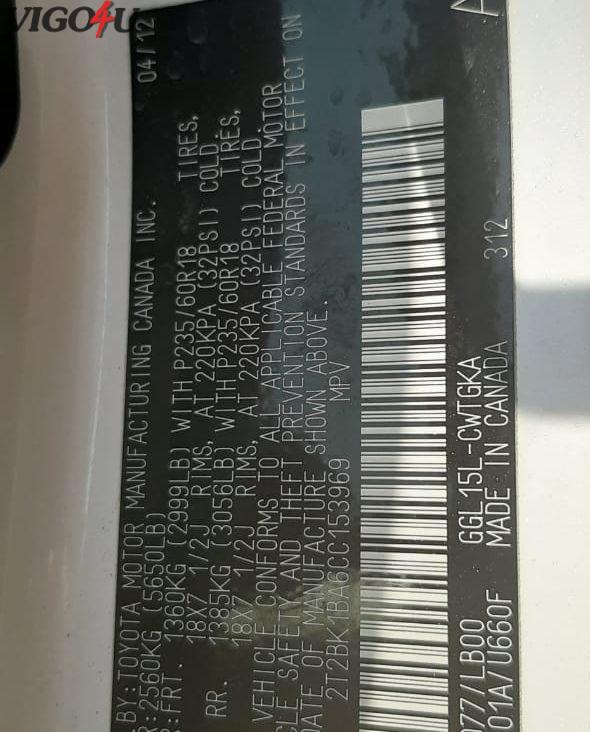 VIGO4U
BY:TOYOTA MOTOR MANUFACTURING CANADA INC. 04/12
R:2560KG (5650LB)
:FRT. 1360KG (2999LB) WITH P235/60R18 TIRES,
18X7 1/2J RIMS, AT 220KPA (32PSI) COLD
RR. 1385KG (3056LB) WITH P235/60R18 TIRES,
18X7 1/2J RIMS, AT 220KPA (32PSI) COLD.
VEHICLE CONFORMS TO ALL APPLICABLE FEDERAL MOTOR
CLE SAFETY AND THEFT PREVENTION STANDARDS IN EFFECT ON
DATE OF MANUFACTURE SHOWN ABOVE.
2T2BK1BA6CC153969 MPV
A
077/LB00 GGL15L-CWTGKA
01A/U660F MADE IN CANADA 312